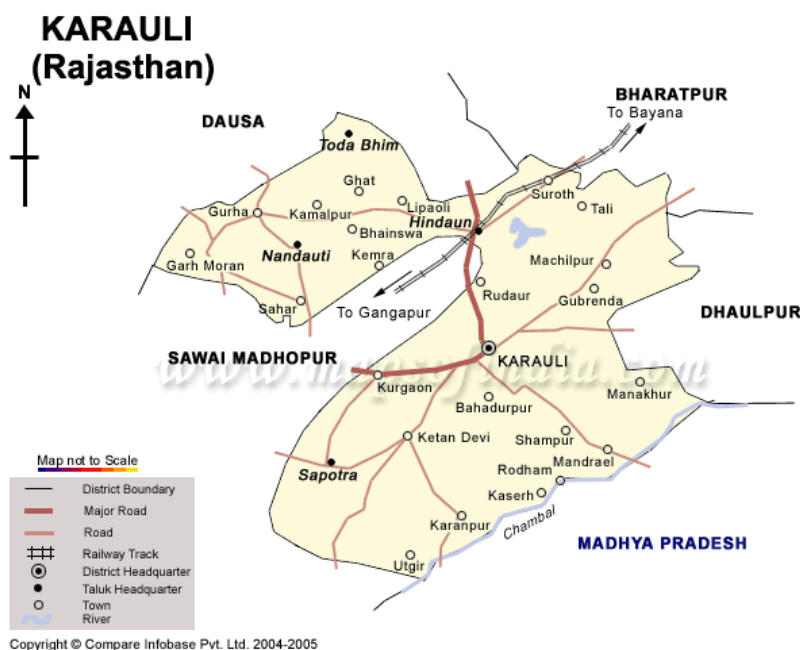 KARAULI
(Rajasthan)
N
DAUSA
BHARATPUR
To Bayana
Toda Bhim
Ghat
Suroth
Gurha
Kamalpur
Lipaoli
Tali
Hindaun
Bhainswa
Nandauti
Kemra
Garh Moran
Machilpur
Rudaur
Gubrenda
Sahar
To Gangapur
DHAULPUR
SAWAI MADHOPUR
KARAULI
www.mapsofindia.com
Kurgaon
Manakhur
Bahadurpur
Ketan Devi
Shampur
Mandrael
Rodham
Sapotra
Kaserh
Karanpur
Chambal
MADHYA PRADESH
Utgir
Map not to Scale
District Boundary
Major Road
Road
Railway Track
District Headquarter
Taluk Headquarter
Town
River
Copyright © Compare Infobase Pvt. Ltd. 2004-2005